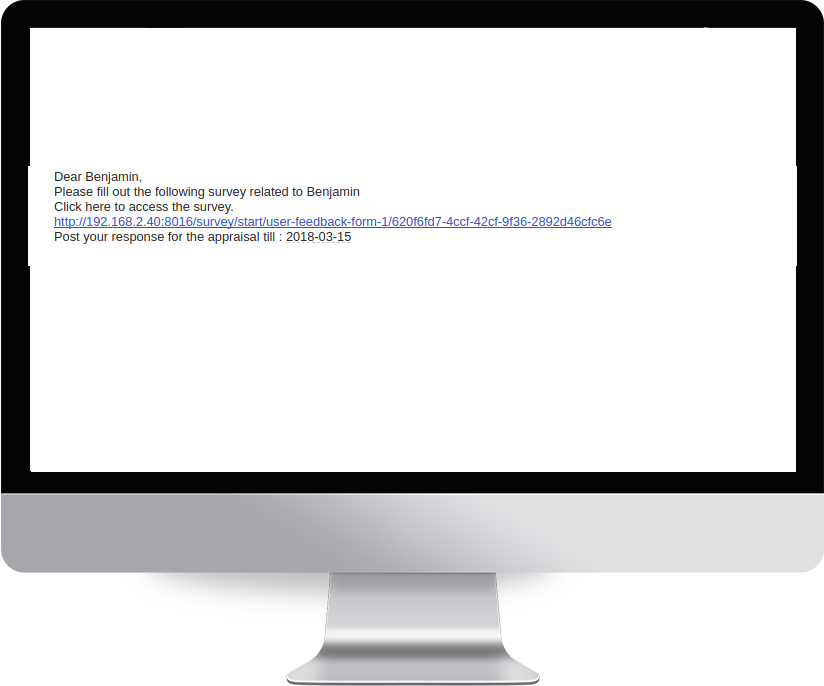 Dear Benjamin,
Please fill out the following survey related to Benjamin
Click here to access the survey.
http://192.168.2.40:8016/survey/start/user-feedback-form-1/620f6fd7-4ccf-42cf-9f36-2892d46cfc6e
Post your response for the appraisal till : 2018-03-15